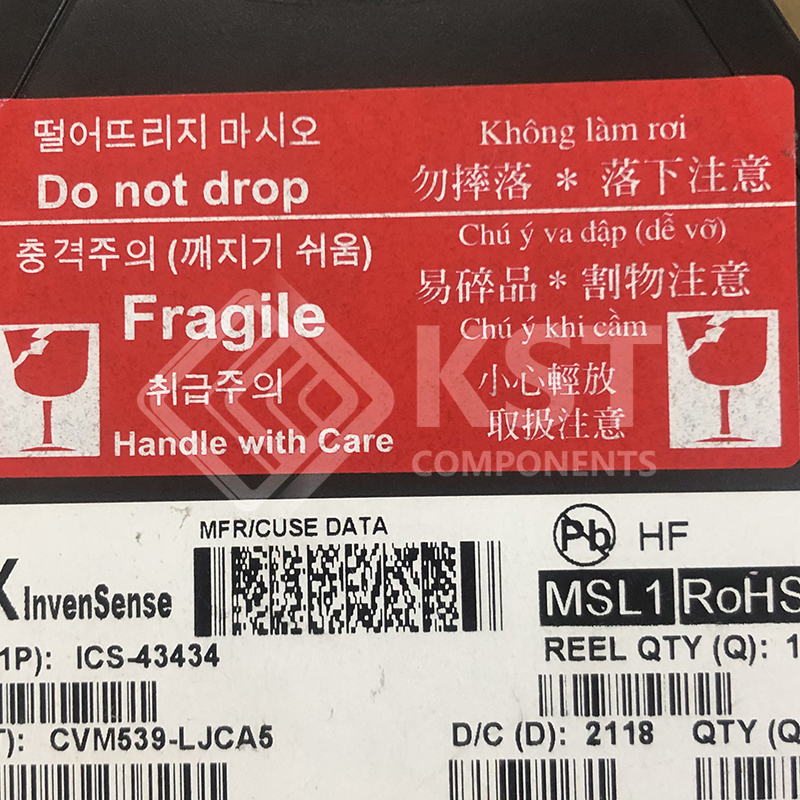 떨어뜨리지 마시오
Không làm rơi
Do not drop
勿摔落 * 落下注意
충격주의 (깨지기 쉬움)
Chú ý va đập (dễ vỡ)
易碎品 * 割物注意
Fragile
Chú ý khi cầm
취급주의
小心輕放
Handle with Care
取扱注意
KST
COMPONENTS
MFR/CUSE DATA
Pb HF
InvenSense
MSL1 RoHS
1P): ICS-43434
REEL QTY (Q): 1
T): CVM539-LJCA5
D/C (D): 2118
QTY (Q